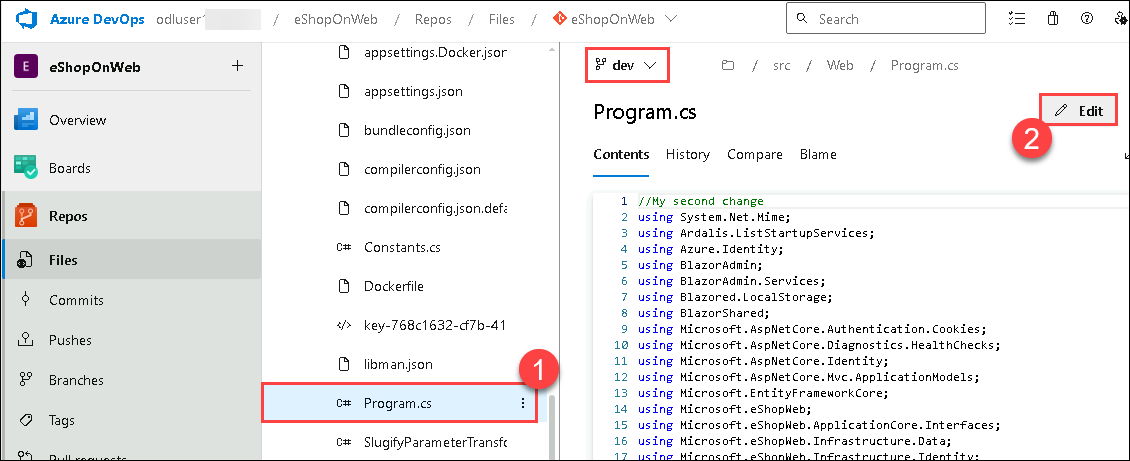 Azure DevOps odluser1 / eShopOnWeb / Repos / Files / eShopOnWeb
Search
E eShopOnWeb +
Overview
Boards
Repos
Files
Commits
Pushes
Branches
Tags
Pull requests
appsettings.Docker.json
appsettings.json
bundleconfig.json
compilerconfig.json
compilerconfig.json.defa
C# Constants.cs
Dockerfile
</> key-768c1632-cf7b-41
libman.json
1
C# Program.cs
C# SlugifyParameterTransfo
dev
/ src / Web / Program.cs
Program.cs
Edit
2
Contents History Compare Blame
1 //My second change
2 using System.Net.Mime;
3 using Ardalis.ListStartupServices;
4 using Azure.Identity;
5 using BlazorAdmin;
6 using BlazorAdmin.Services;
7 using Blazored.LocalStorage;
8 using BlazorShared;
9 using Microsoft.AspNetCore.Authentication.Cookies;
10 using Microsoft.AspNetCore.Diagnostics.HealthChecks;
11 using Microsoft.AspNetCore.Identity;
12 using Microsoft.AspNetCore.Mvc.ApplicationModels;
13 using Microsoft.EntityFrameworkCore;
14 using Microsoft.eShopWeb;
15 using Microsoft.eShopWeb.ApplicationCore.Interfaces;
16 using Microsoft.eShopWeb.Infrastructure.Data;
17 using Microsoft.eShopWeb.Infrastructure.Identity;